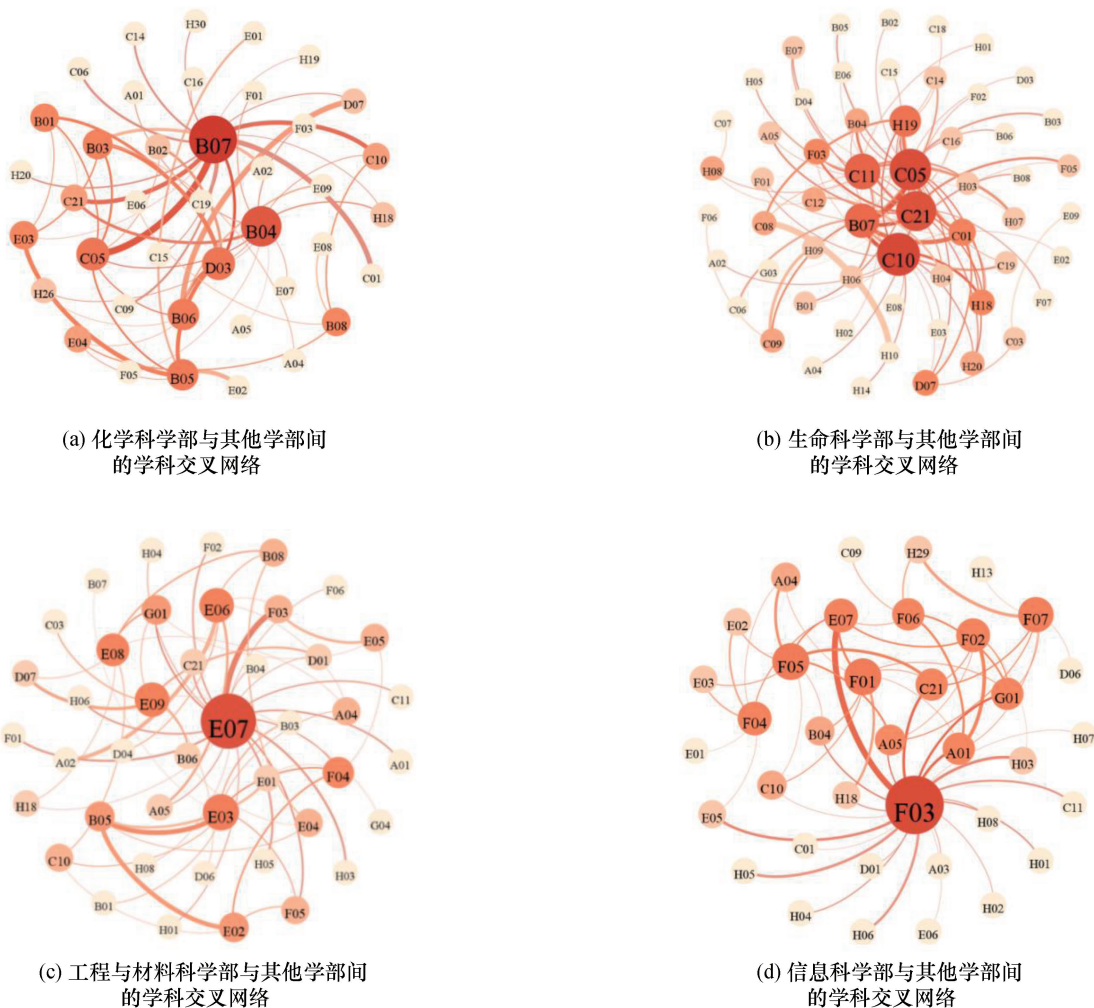 H30
C14
E01
H19
C06
C16
A01
F01
D07
B01
F03
B07
B03
B02
C10
A02
H20
E09
C21
E06
C19
H18
B04
E03
E08
C05
C15
D03
C01
H26
E07
C09
B06
A05
B08
E04
A04
F05
B05
E02
(a) 化学科学部与其他学部间
的学科交叉网络
B02
B05
C18
H01
E07
E06
C15
C14
D03
H05
F02
D04
B03
C07
B04
H19
A05
C16
B06
F03
H08
C11
C05
F05
F01
H03
B08
C12
C21
H07
F06
C08
B07
C01
E09
H09
C10
E02
A02
G03
H06
H04
C19
C06
B01
E08
H18
F07
H02
E03
C09
C03
H10
A04
H20
H14
D07
(b) 生命科学部与其他学部间
的学科交叉网络
H04
F02
B08
B07
F06
G01
E06
F03
C03
E05
E08
C21
B04
D01
D07
H06
E09
C11
E07
A04
B03
F01
A02
D04
B06
A01
F04
E01
H18
A05
B05
E03
E04
G04
C10
H08
D06
H05
H03
B01
F05
H01
E02
(c) 工程与材料科学部与其他学部间
的学科交叉网络
C09
H29
H13
A04
E07
F06
F07
E02
F02
F05
D06
E03
F01
C21
G01
F04
B04
A05
A01
H07
E01
H03
C10
H18
F03
C11
E05
H08
C01
H05
D01
A03
H01
H04
H02
H06
E06
(d) 信息科学部与其他学部间
的学科交叉网络